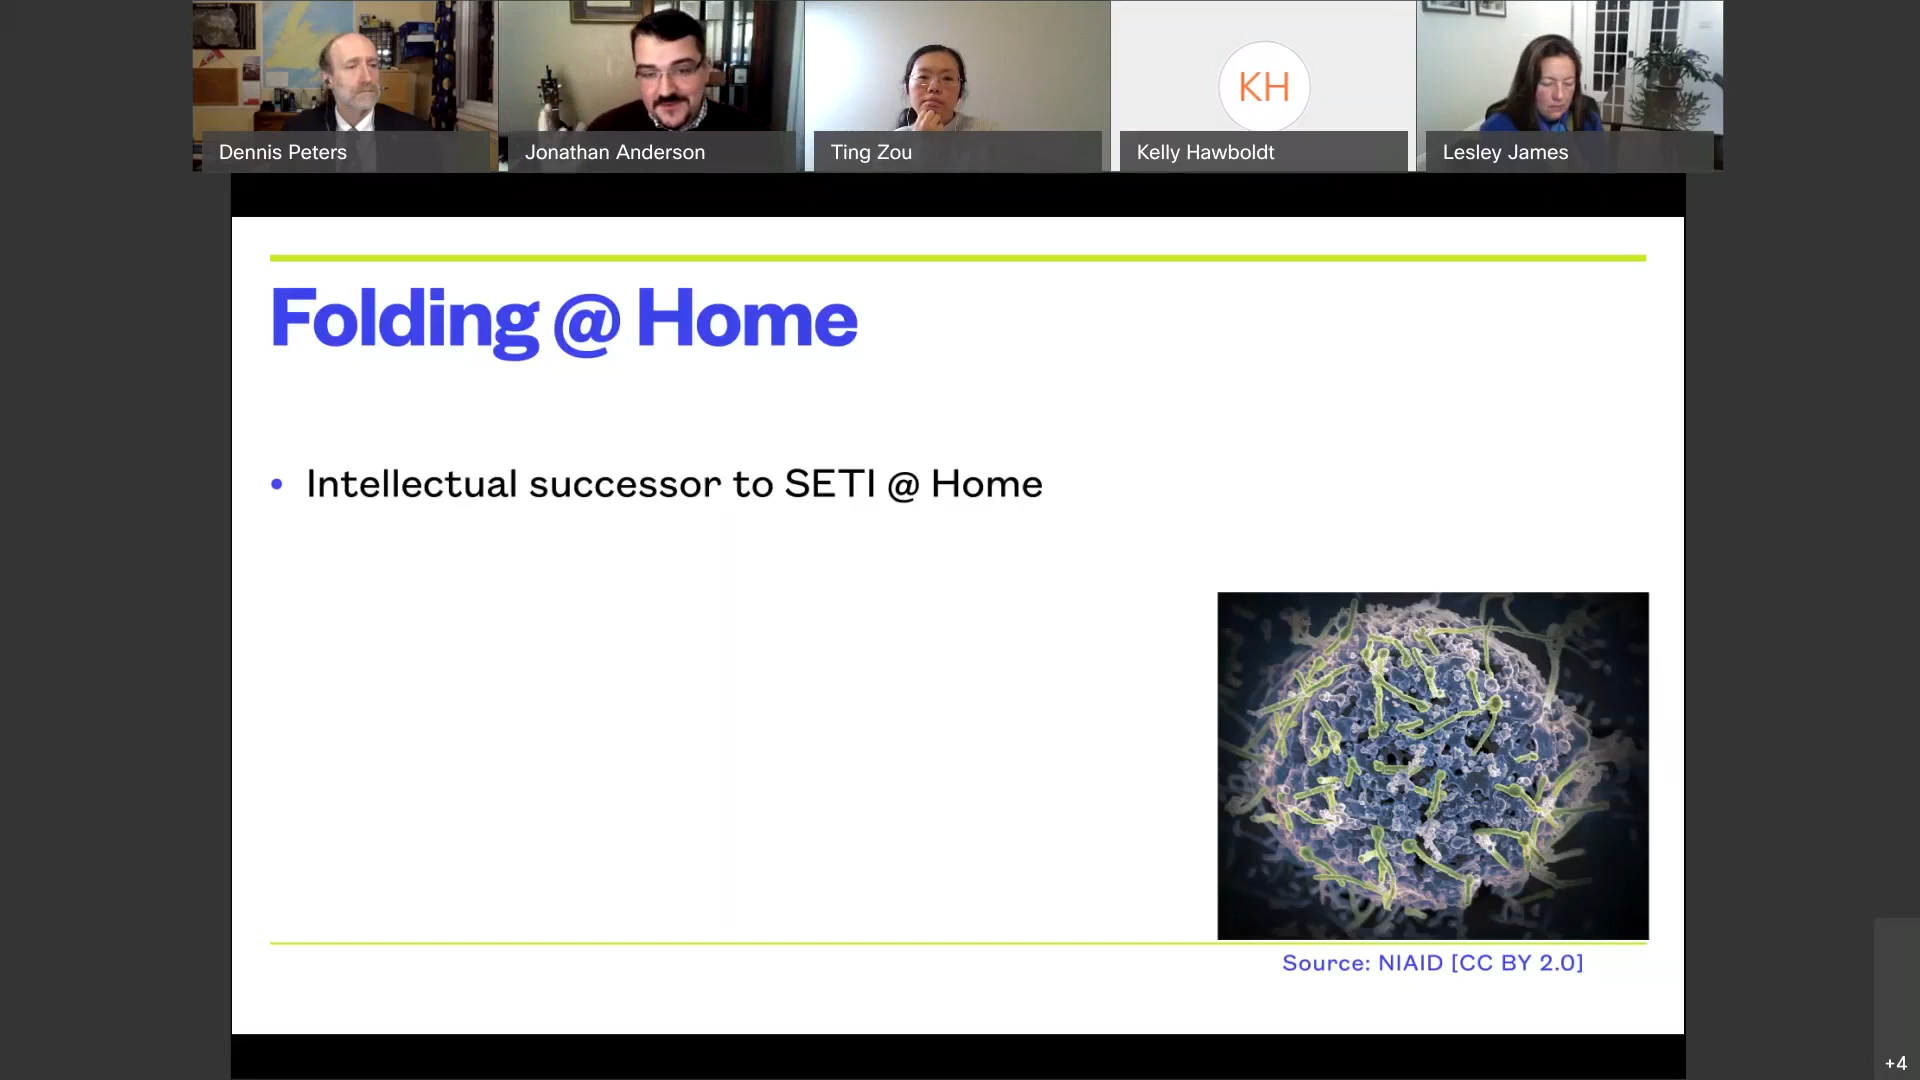 Dennis Peters
Jonathan Anderson
Ting Zou
KH
Kelly Hawboldt
Lesley James
Folding @ Home
• Intellectual successor to SETI @ Home
Source: NIAID [CC BY 2.0]
+4